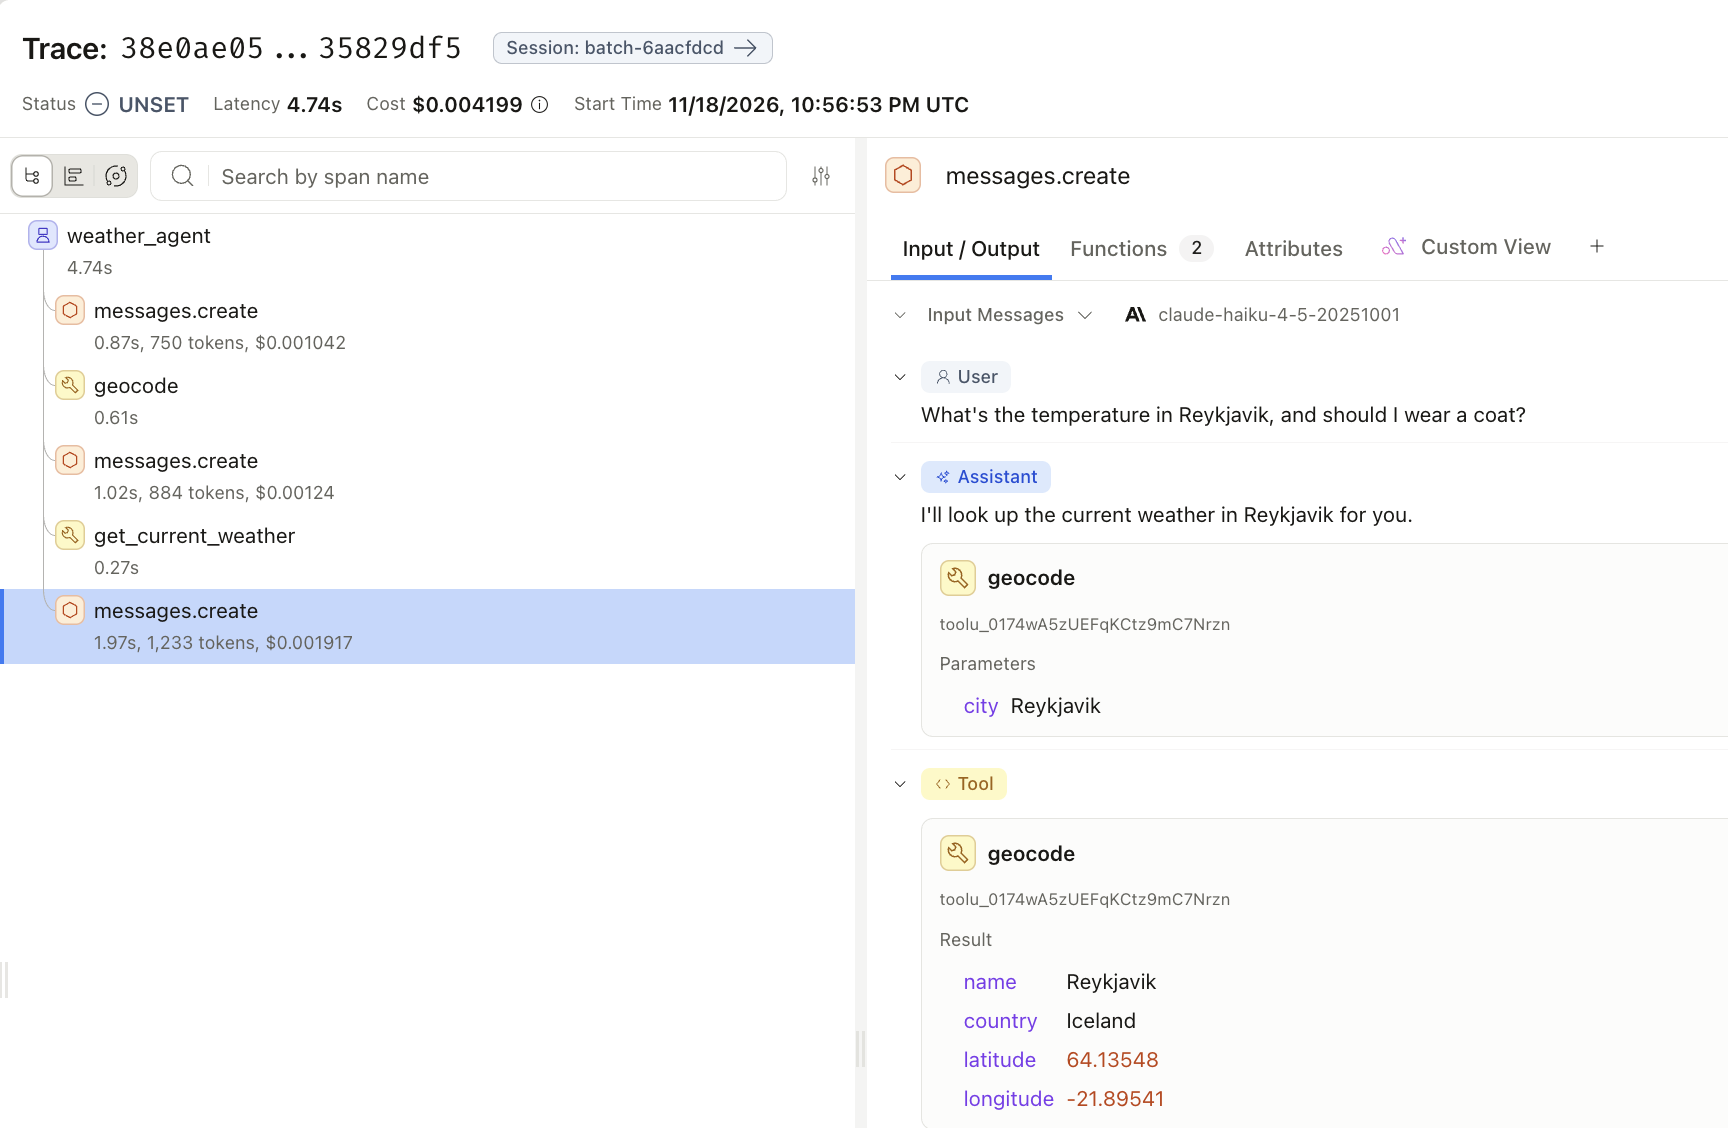 Trace: 38e0ae05...35829df5 Session: batch-6aacfdcd
Status UNSET Latency 4.74s Cost $0.004199 Start Time 11/18/2026, 10:56:53 PM UTC
Search by span name
weather_agent
4.74s
messages.create
0.87s, 750 tokens, $0.001042
geocode
0.61s
messages.create
1.02s, 884 tokens, $0.00124
get_current_weather
0.27s
messages.create
1.97s, 1,233 tokens, $0.001917
messages.create
Input / Output Functions 2 Attributes Custom View +
Input Messages claude-haiku-4-5-20251001
User
What's the temperature in Reykjavik, and should I wear a coat?
Assistant
I'll look up the current weather in Reykjavik for you.
geocode
toolu_0174wA5zUEFqKCtz9mC7Nrzn
Parameters
city Reykjavik
Tool
geocode
toolu_0174wA5zUEFqKCtz9mC7Nrzn
Result
name Reykjavik
country Iceland
latitude 64.13548
longitude -21.89541